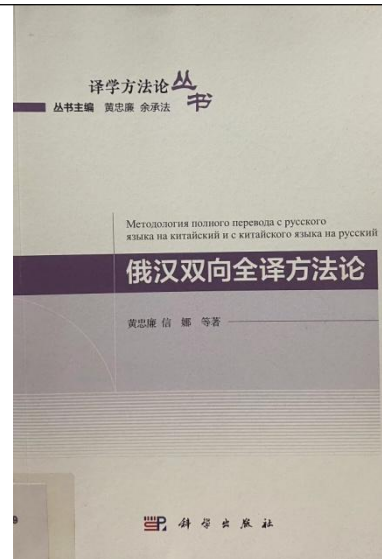 译学方法论丛书
丛书主编 黄忠廉 余承法
Методология полного перевода с русского
языка на китайский и с китайского языка на русский
俄汉双向全译方法论
黄忠廉 信 娜 等著
科学出版社